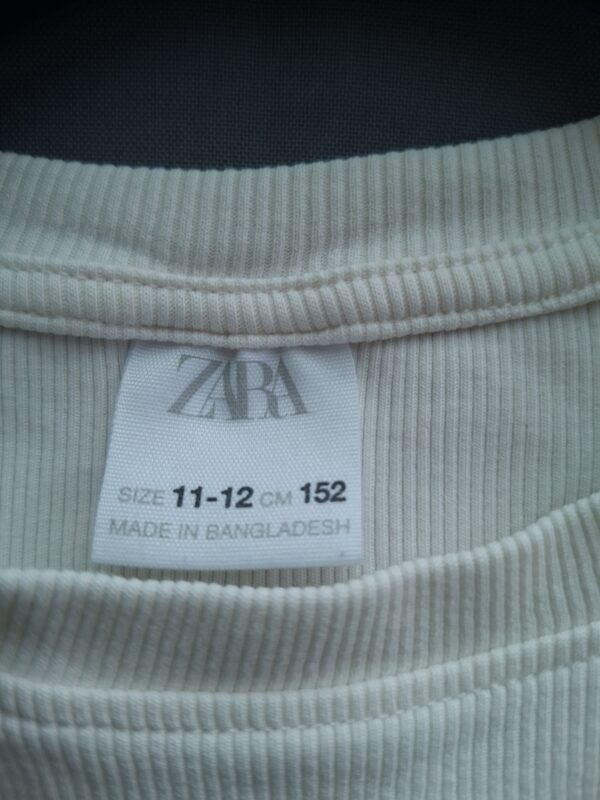 ZARA
SIZE 11-12 CM 152
MADE IN BANGLADESH